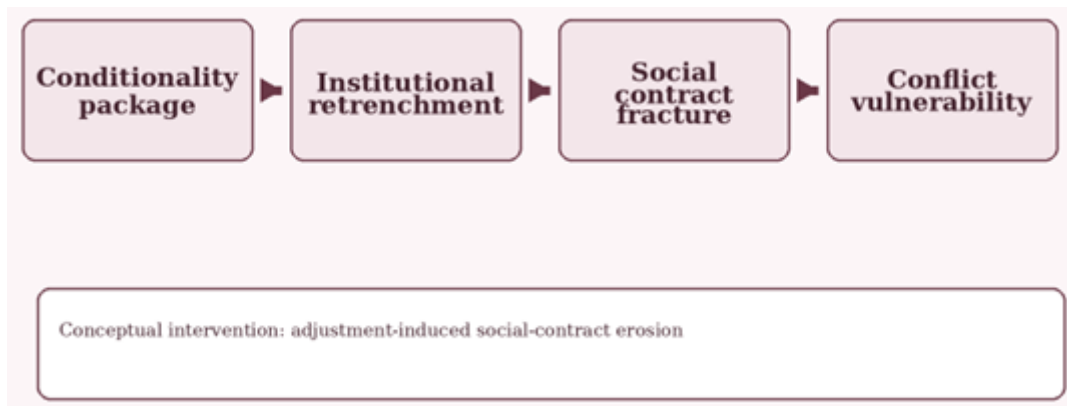 Conditionality
package
Institutional
retrenchment
Social
contract
fracture
Conflict
vulnerability
Conceptual intervention: adjustment-induced social-contract erosion